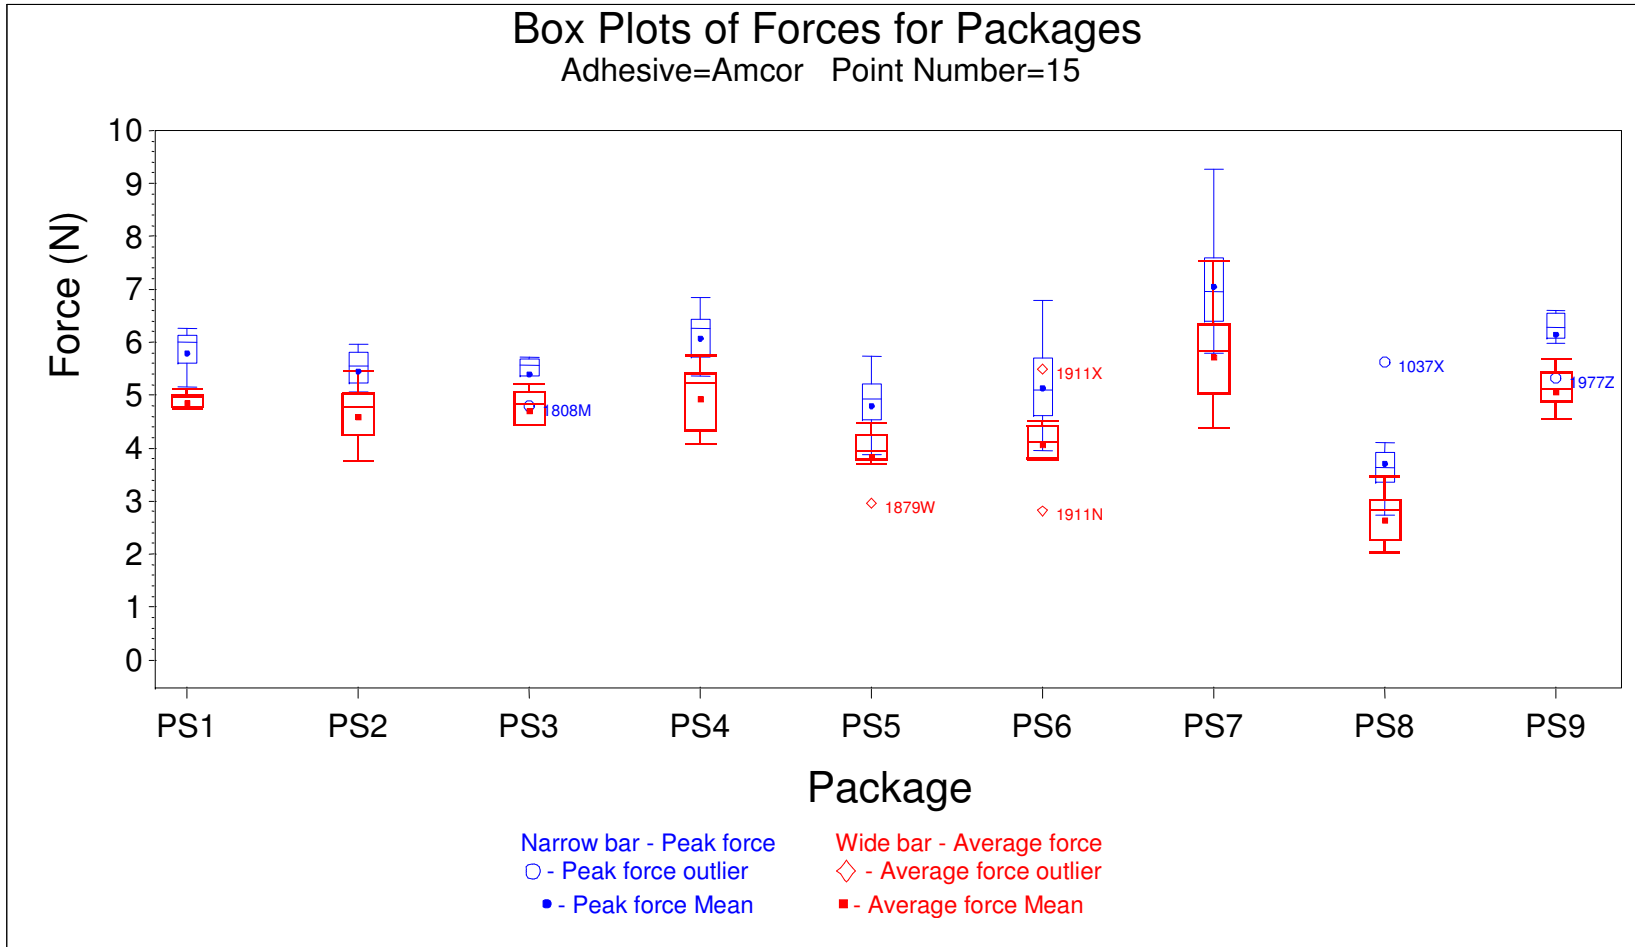 Box Plots of Forces for Packages
Adhesive=Amcor Point Number=15
Force (N)
10
9
8
7
6
5
4
3
2
1
0
1808M
1879W
1911X
1911N
1037X
1977Z
PS1 PS2 PS3 PS4 PS5 PS6 PS7 PS8 PS9
Package
Narrow bar - Peak force Wide bar - Average force
- Peak force outlier - Average force outlier
- Peak force Mean - Average force Mean